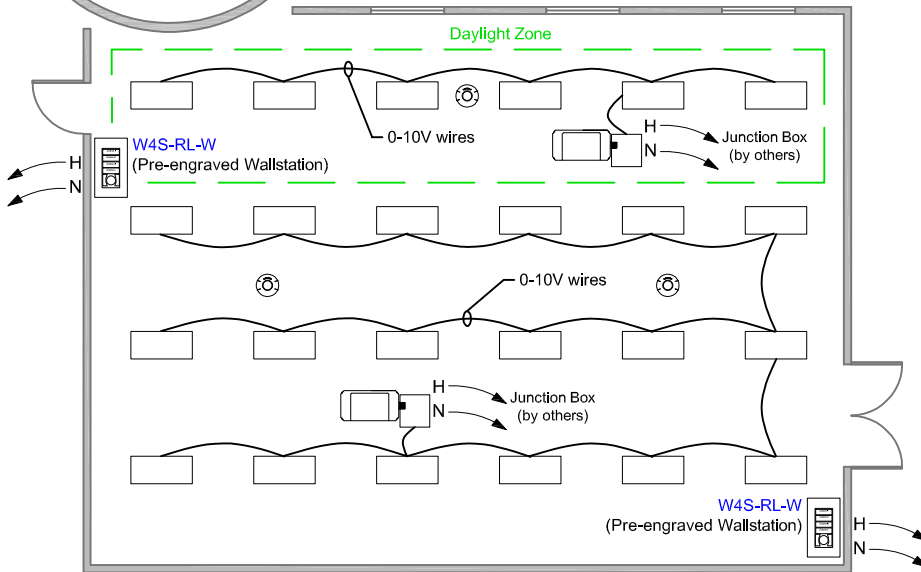 Daylight Zone
0-10V wires
H
Junction Box
N
(by others)
W4S-RL-W
H
(Pre-engraved Wallstation)
N
0-10V wires
H
Junction Box
N
(by others)
W4S-RL-W
(Pre-engraved Wallstation)
H
N